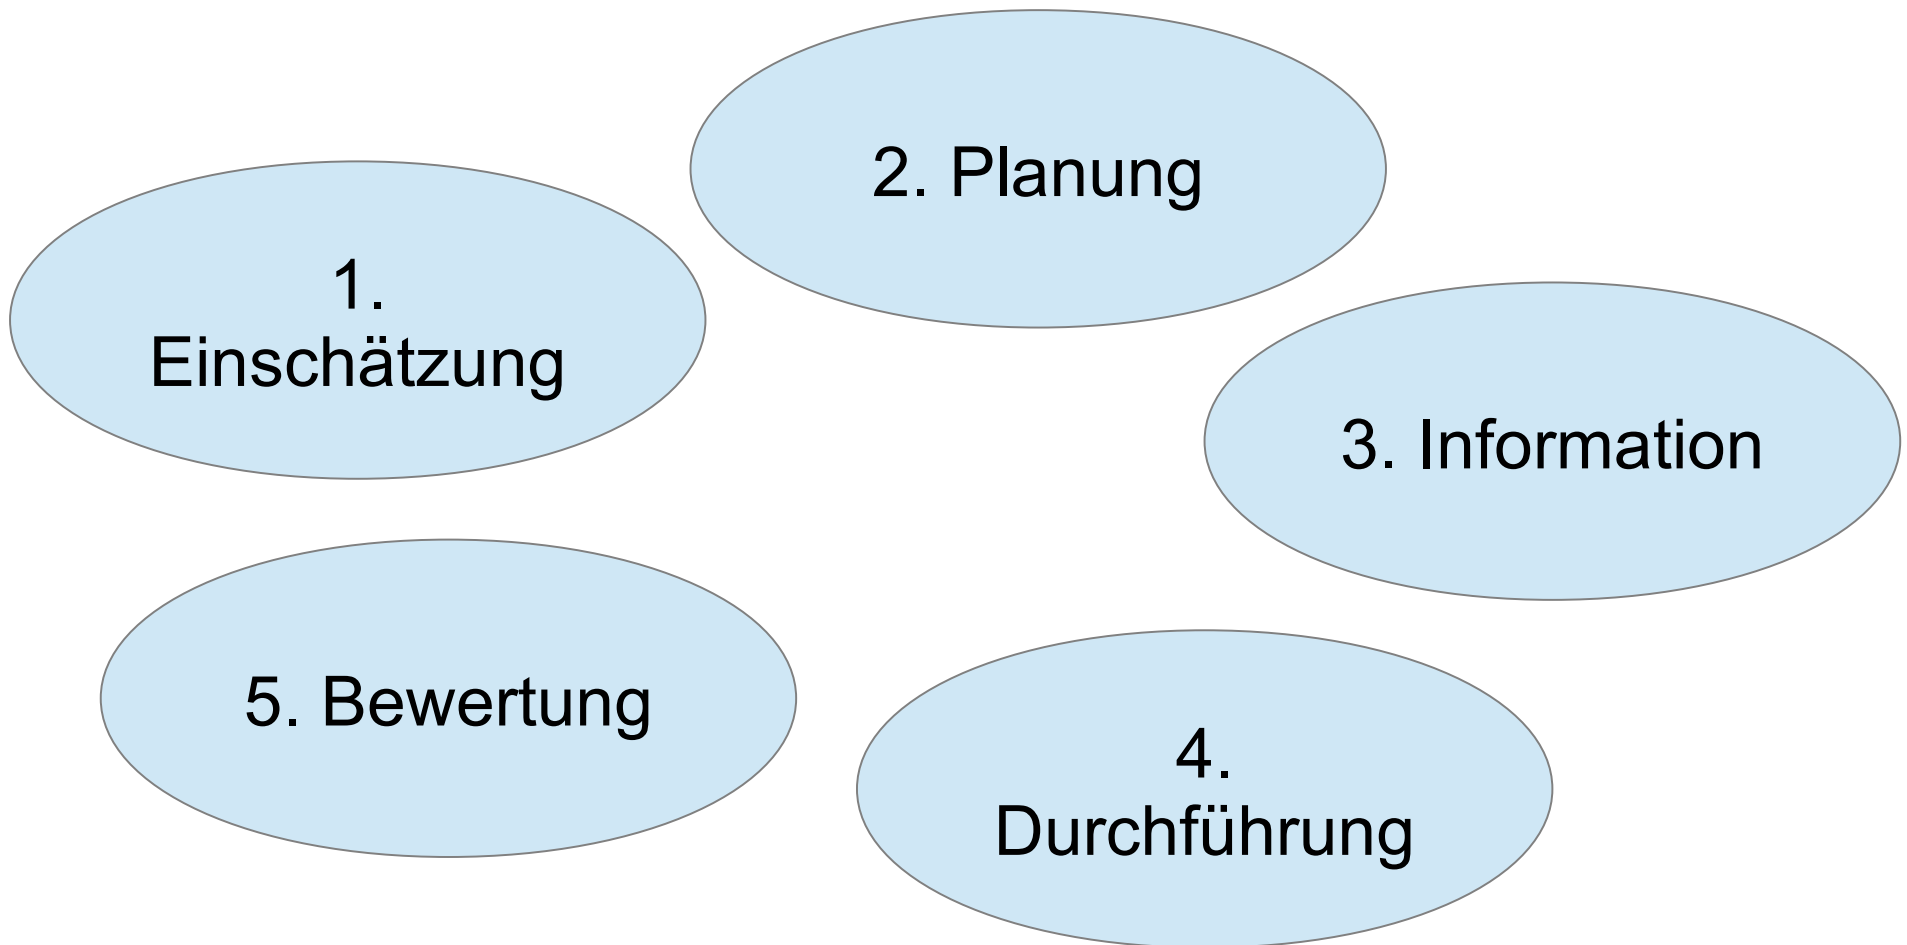 1.
Einschätzung
2. Planung
3. Information
4.
Durchführung
5. Bewertung